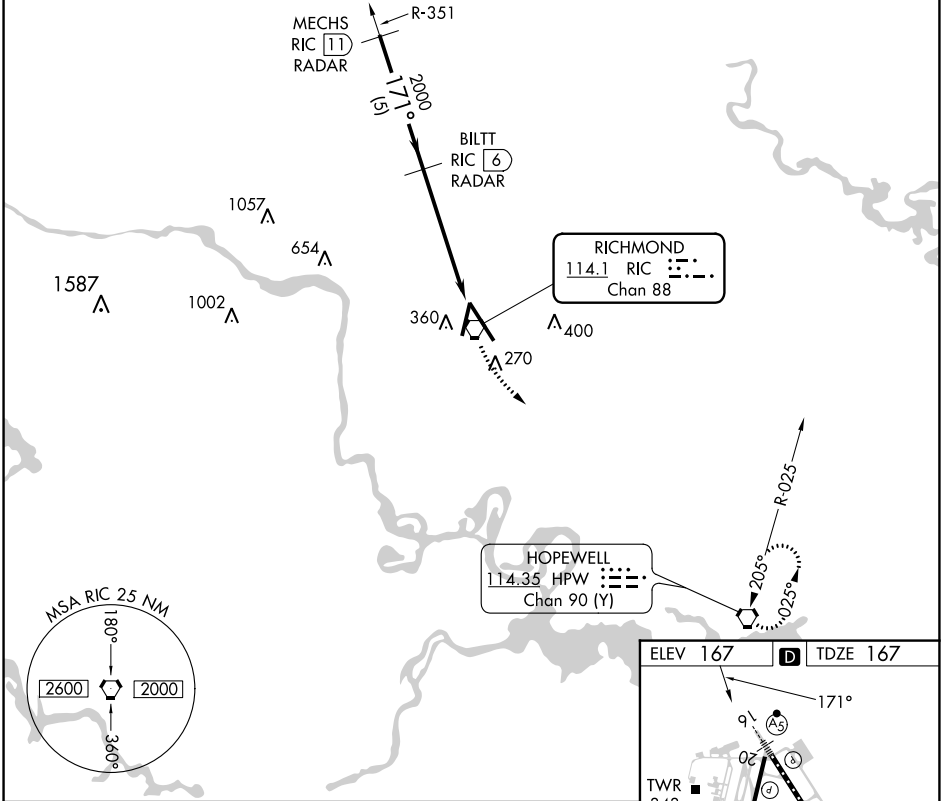 R-351
MECHS
RIC 11
RADAR
2000
171°
(5)
BILTT
RIC 6
RADAR
1057
654
1587
1002
RICHMOND
114.1 RIC
Chan 88
360
400
270
R-025
HOPEWELL
114.35 HPW
Chan 90 (Y)
205°
025°
MSA RIC 25 NM
180°
2600
2000
360°
ELEV 167
D
TDZE 167
171°
16
A5
20
P
P
TWR